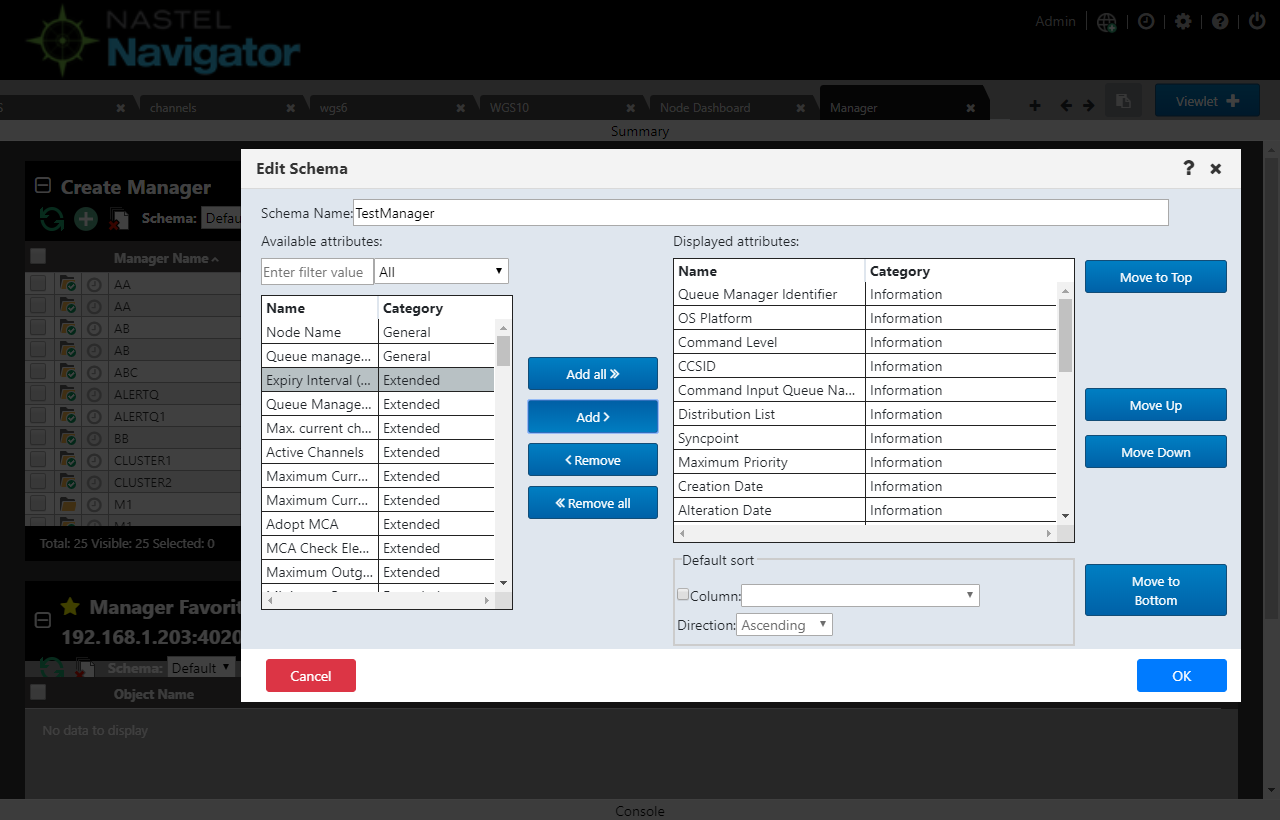 NASTEL
Navigator
Admin
S channels wgs6 WGS10 Node Dashboard Manager Viewlet
Summary
Create Manager
Schema: Defau
Manager Name
AA
AA
AB
AB
ABC
ALERTQ
ALERTQ1
BB
CLUSTER1
CLUSTER2
M1
M1
Total: 25 Visible: 25 Selected: 0
Manager Favorit
192.168.1.203:4020
Schema: Default
Object Name
No data to display
Console
Edit Schema
Schema Name: TestManager
Available attributes:
Enter filter value All
Name Category
Node Name General
Queue manage... General
Expiry Interval (... Extended
Queue Manage... Extended
Max. current ch... Extended
Active Channels Extended
Maximum Curr... Extended
Maximum Curr... Extended
Adopt MCA Extended
MCA Check Ele... Extended
Maximum Outg... Extended
Add all
Add
Remove
Remove all
Displayed attributes:
Name Category
Queue Manager Identifier Information
OS Platform Information
Command Level Information
CCSID Information
Command Input Queue Na... Information
Distribution List Information
Syncpoint Information
Maximum Priority Information
Creation Date Information
Alteration Date Information
Default sort
Column:
Direction: Ascending
Move to Top
Move Up
Move Down
Move to
Bottom
Cancel
OK